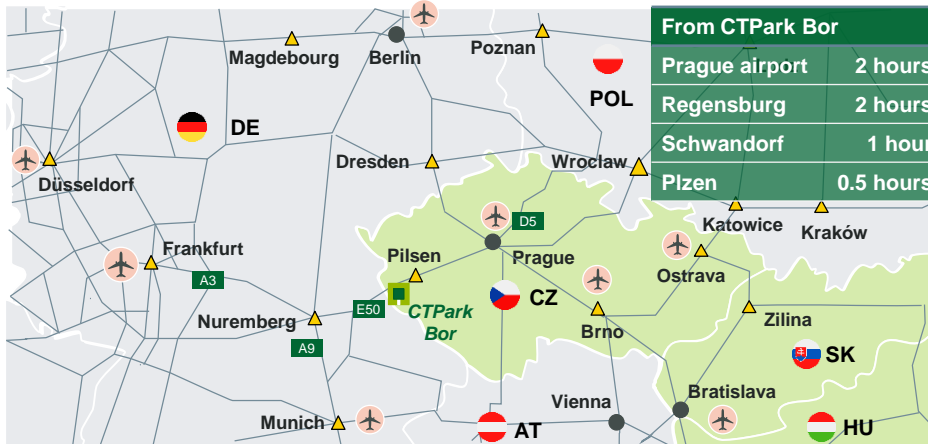 From CTPark Bor
Prague airport 2 hours
Regensburg 2 hours
Schwandorf 1 hour
Plzen 0.5 hours
Magdebourg
Berlin
Poznan
POL
DE
Dresden
Wroclaw
Düsseldorf
Katowice
Kraków
D5
Frankfurt
Pilsen
Prague
Ostrava
A3
E50
CTPark
Bor
CZ
Nuremberg
Brno
Zilina
A9
SK
Munich
Vienna
Bratislava
AT
HU